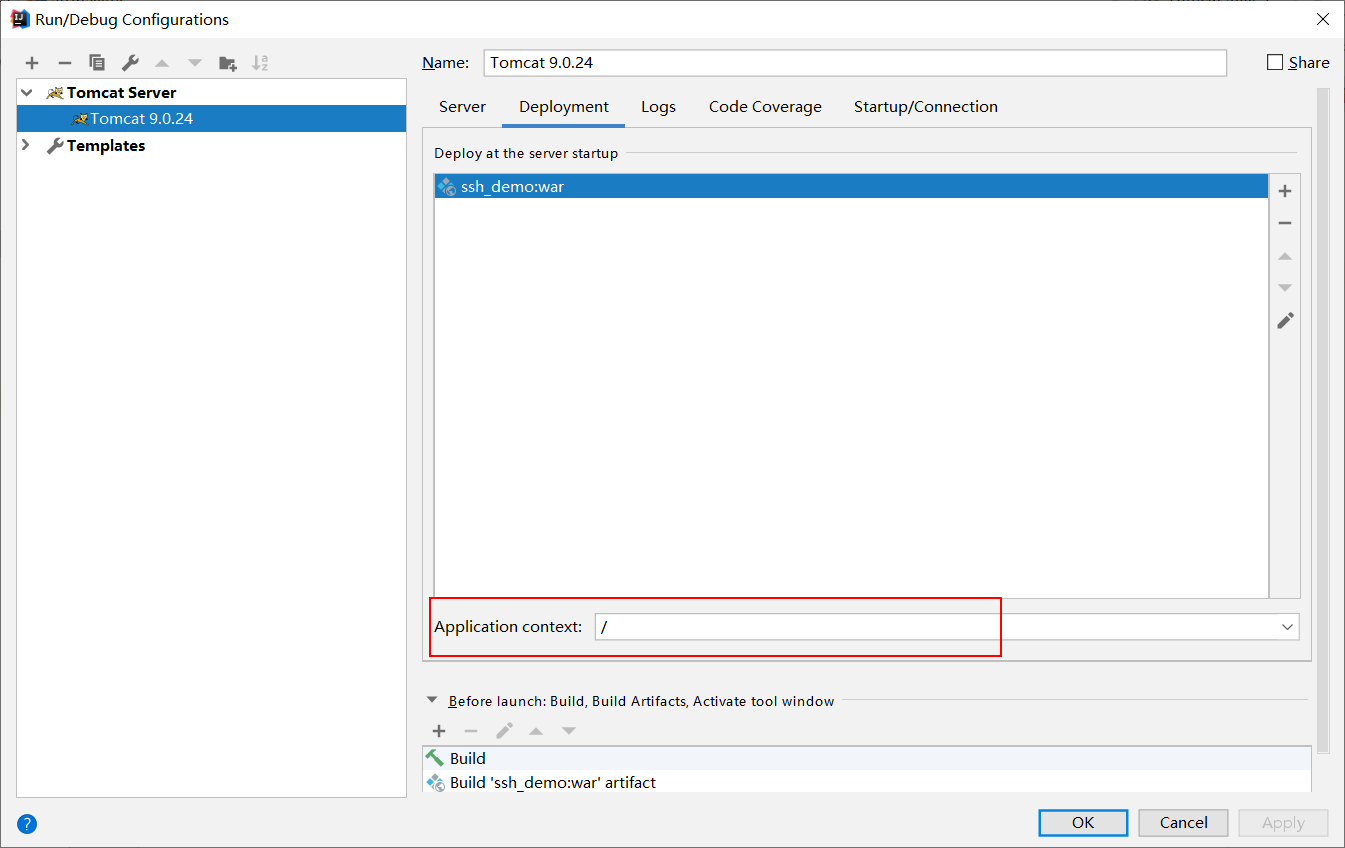 Run/Debug Configurations
Name: Tomcat 9.0.24 Share
Tomcat Server
Tomcat 9.0.24
Templates
Server Deployment Logs Code Coverage Startup/Connection
Deploy at the server startup
ssh_demo:war
Application context: /
Before launch: Build, Build Artifacts, Activate tool window
Build
Build 'ssh_demo:war' artifact
? OK Cancel Apply